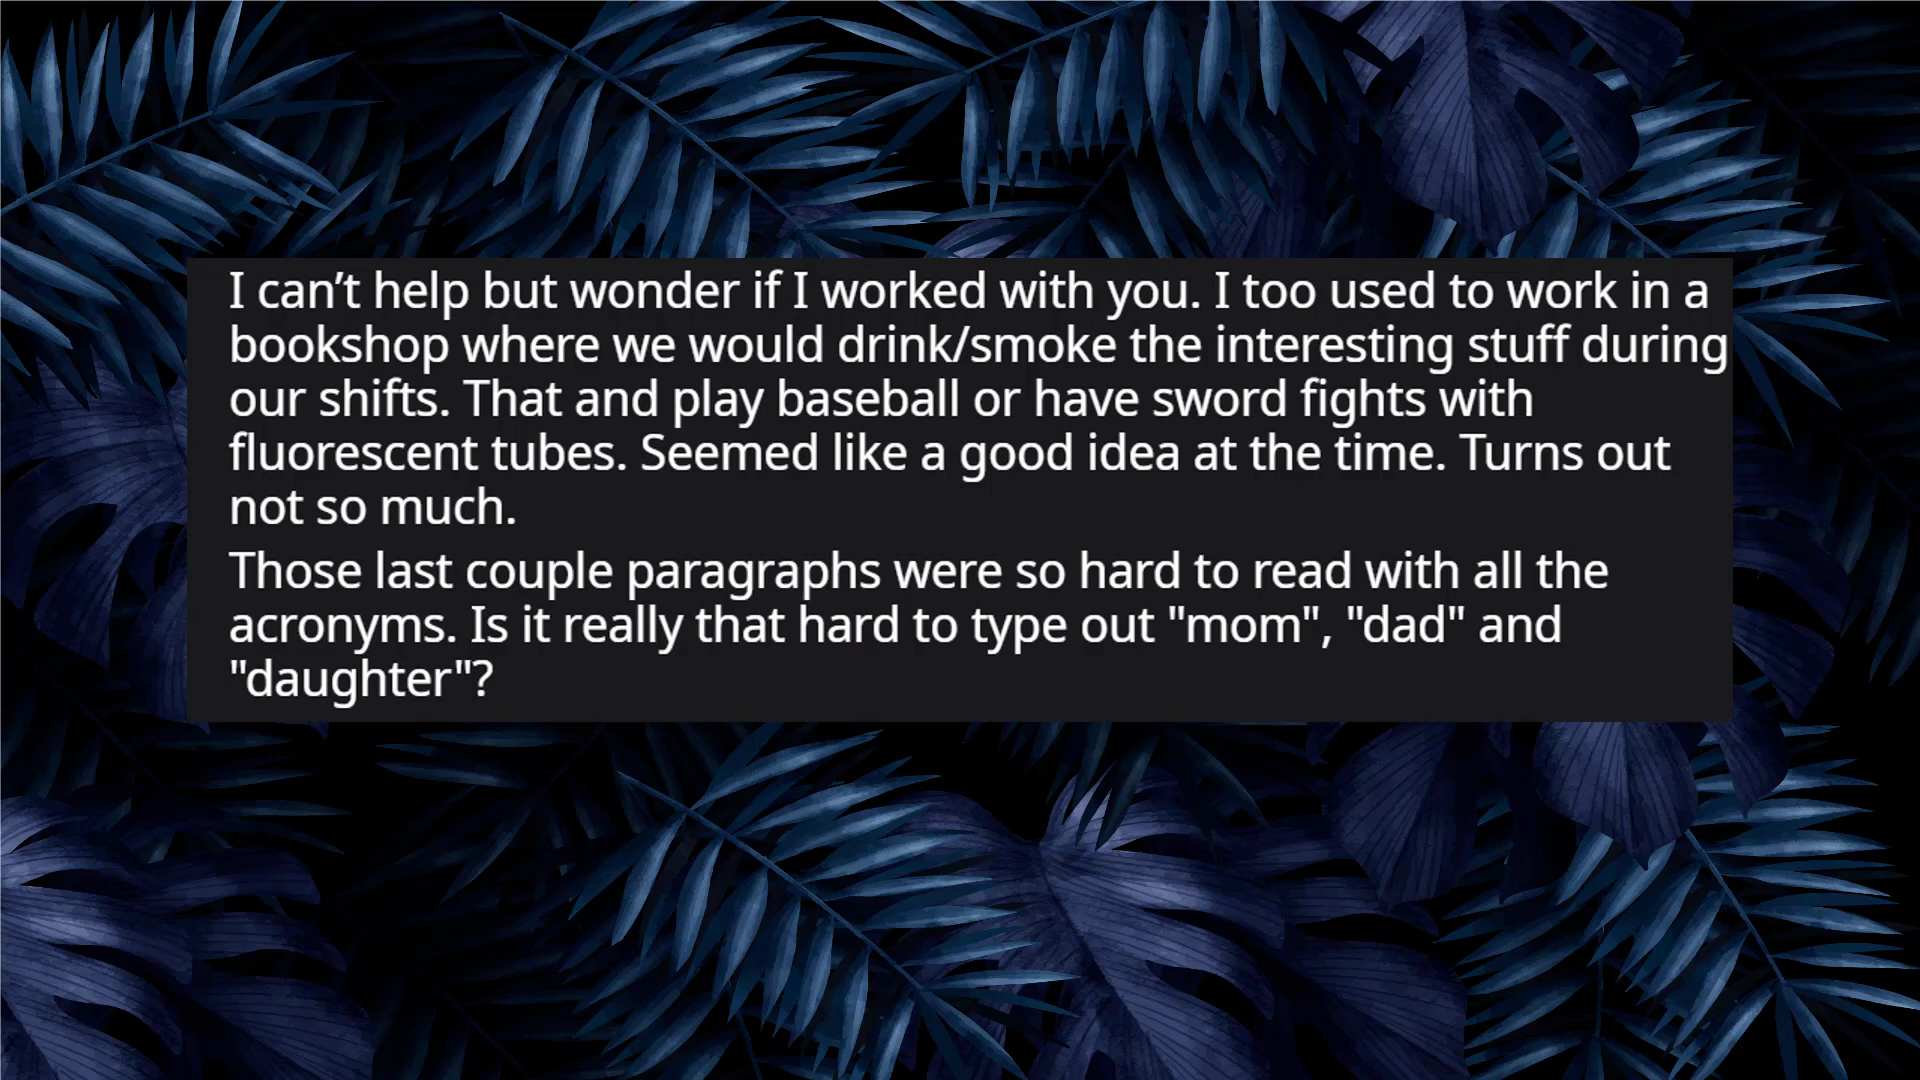 I can’t help but wonder if I worked with you. I too used to work in a
bookshop where we would drink/smoke the interesting stuff during
our shifts. That and play baseball or have sword fights with
fluorescent tubes. Seemed like a good idea at the time. Turns out
not so much.
Those last couple paragraphs were so hard to read with all the
acronyms. Is it really that hard to type out "mom", "dad" and
"daughter"?